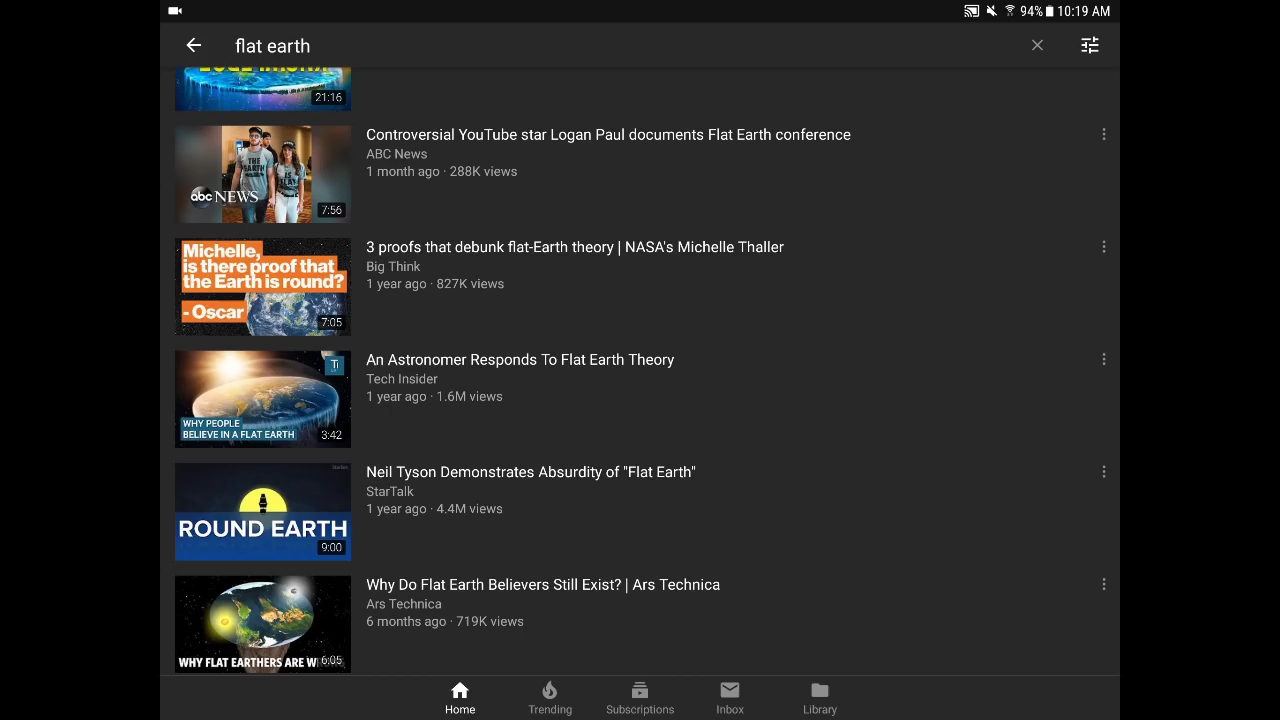 94% 10:19 AM
flat earth
21:16
Controversial YouTube star Logan Paul documents Flat Earth conference
ABC News
1 month ago · 288K views
THE
EARTH
abc NEWS
7:56
3 proofs that debunk flat-Earth theory | NASA's Michelle Thaller
Big Think
1 year ago · 827K views
Michelle,
is there proof that
the Earth is round?
- Oscar
7:05
An Astronomer Responds To Flat Earth Theory
Tech Insider
1 year ago · 1.6M views
Ti
WHY PEOPLE
BELIEVE IN A FLAT EARTH
3:42
Neil Tyson Demonstrates Absurdity of "Flat Earth"
StarTalk
1 year ago · 4.4M views
ROUND EARTH
9:00
Why Do Flat Earth Believers Still Exist? | Ars Technica
Ars Technica
6 months ago · 719K views
WHY FLAT EARTHERS ARE
6:05
Home Trending Subscriptions Inbox Library